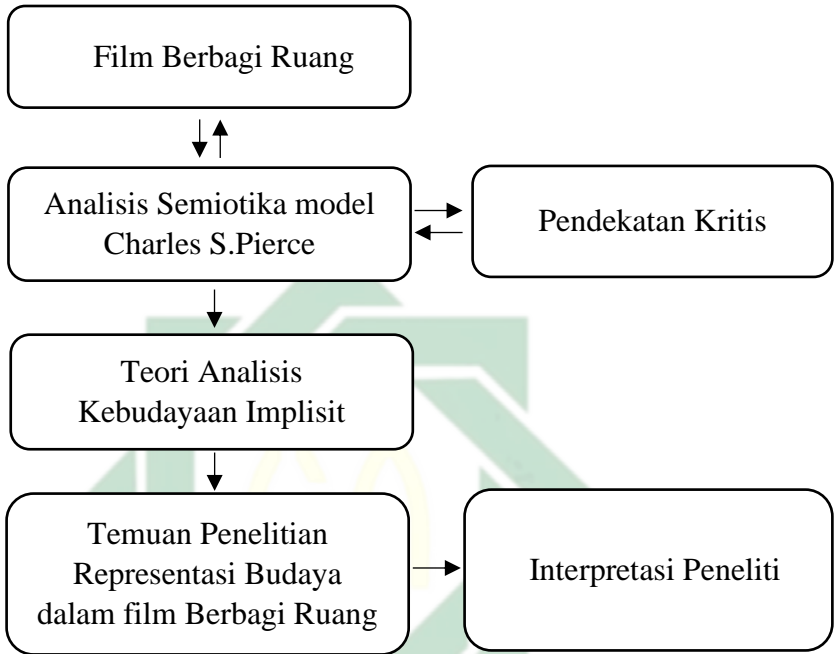 Film Berbagi Ruang
Analisis Semiotika model
Charles S.Pierce
Pendekatan Kritis
Teori Analisis
Kebudayaan Implisit
Temuan Penelitian
Representasi Budaya
dalam film Berbagi Ruang
Interpretasi Peneliti